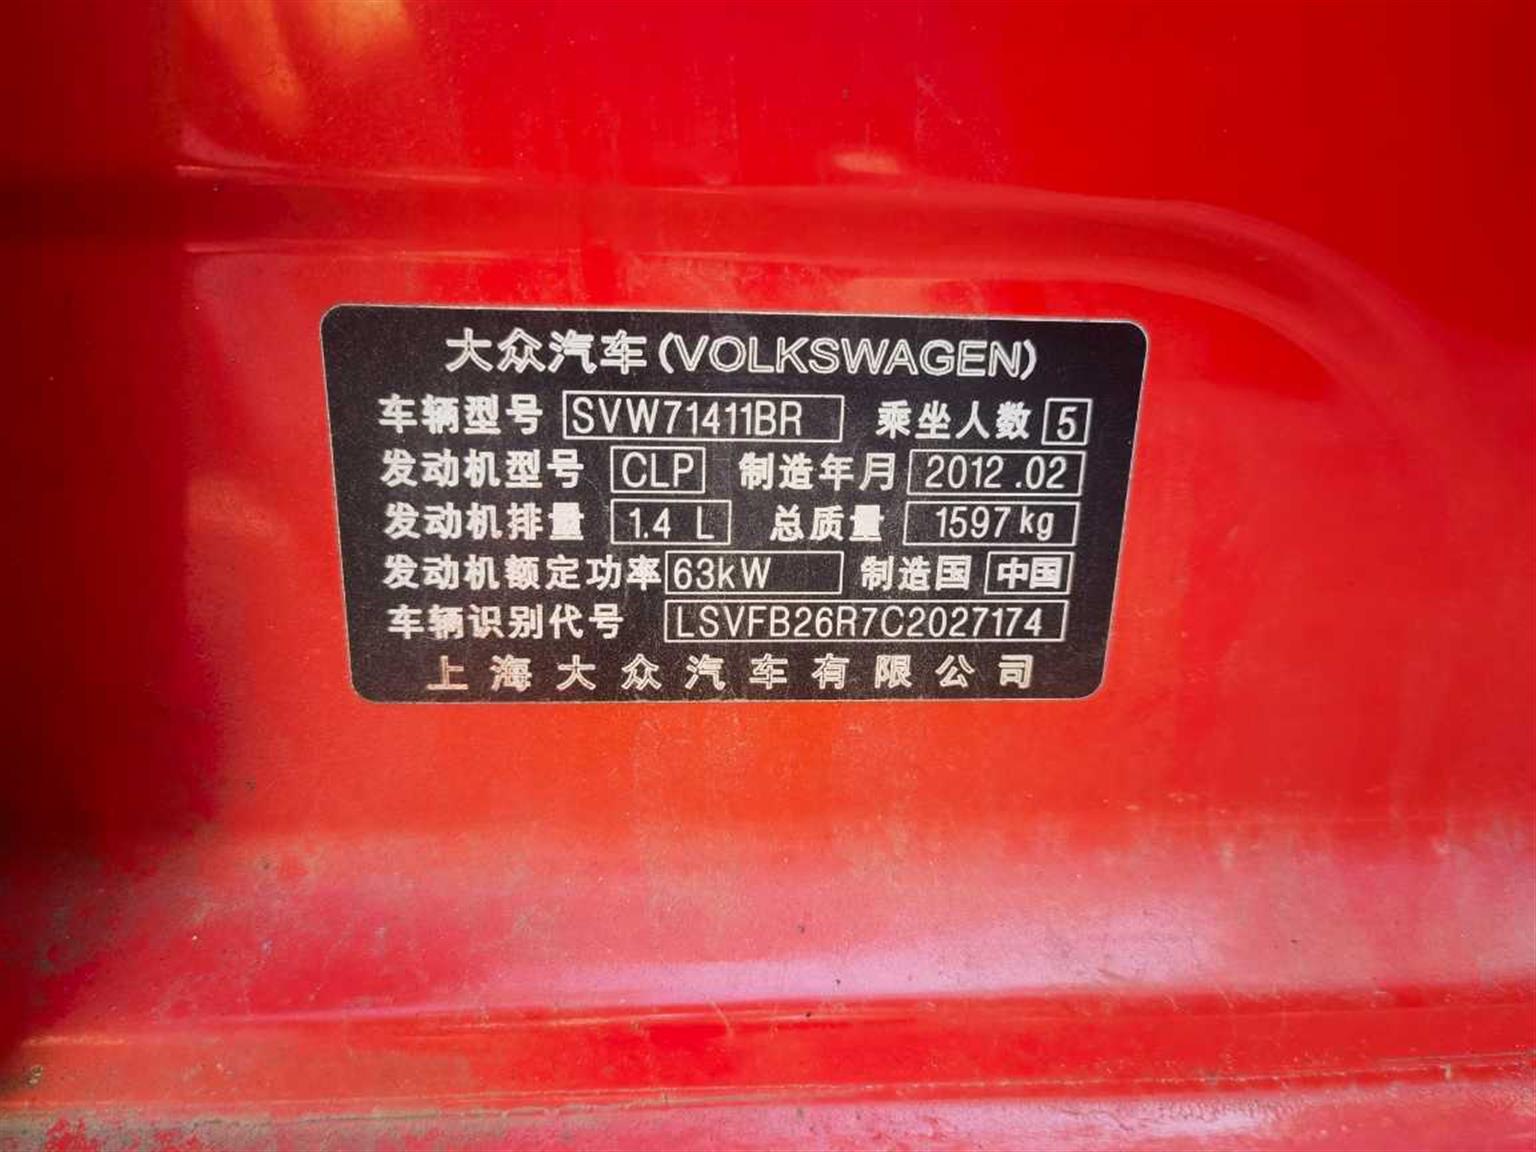 大众汽车(VOLKSWAGEN)
车辆型号 SVW71411BR 乘坐人数 5
发动机型号 CLP 制造年月 2012.02
发动机排量 1.4 L 总质量 1597kg
发动机额定功率 63kW 制造国 中国
车辆识别代号 LSVFB26R7C2027174
上海大众汽车有限公司